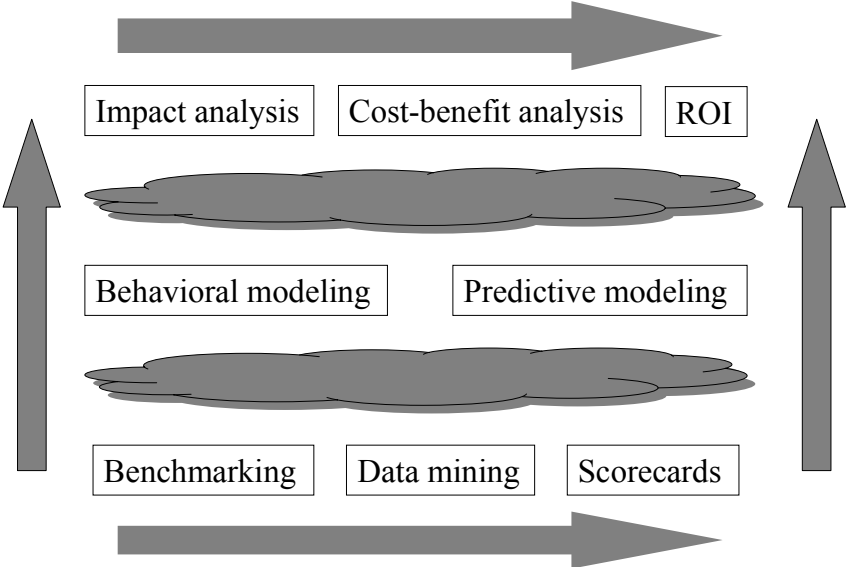 Impact analysis
Cost-benefit analysis
ROI
Behavioral modeling
Predictive modeling
Benchmarking
Data mining
Scorecards